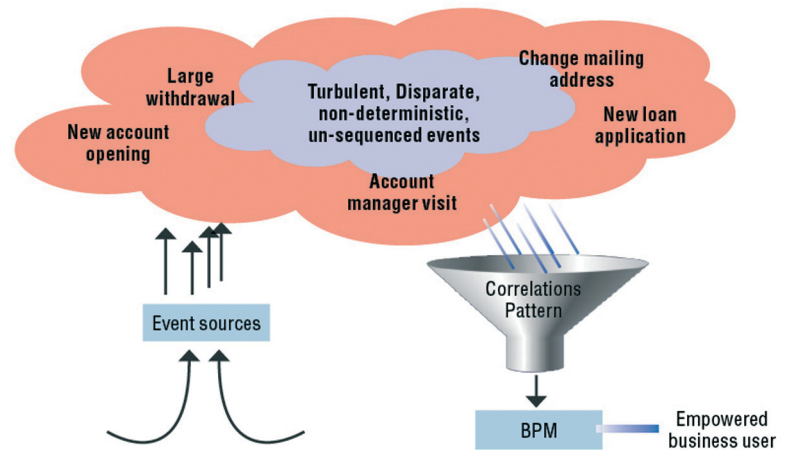 Large
withdrawal
Change mailing
address
Turbulent, Disparate,
non-deterministic,
un-sequenced events
New account
opening
New loan
application
Account
manager visit
Correlations
Pattern
Event sources
BPM
Empowered
business user